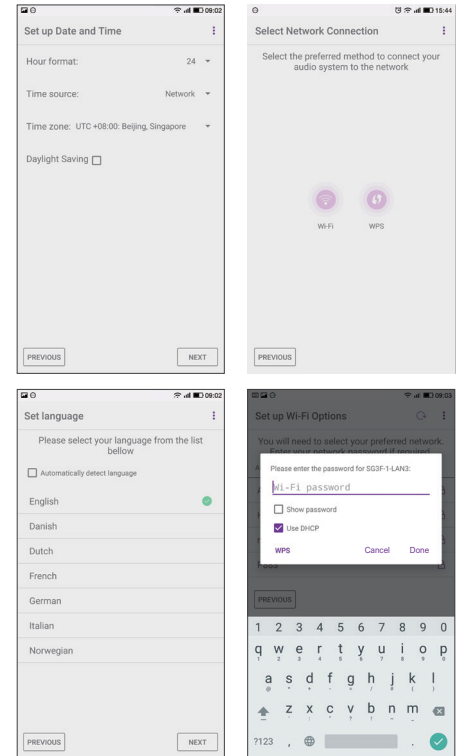 09:02
Set up Date and Time
Hour format: 24
Time source: Network
Time zone: UTC +08:00: Beijing, Singapore
Daylight Saving
PREVIOUS NEXT
15:44
Select Network Connection
Select the preferred method to connect your
audio system to the network
Wi-Fi WPS
PREVIOUS
09:02
Set language
Please select your language from the list
bellow
Automatically detect language
English
Danish
Dutch
French
German
Italian
Norwegian
PREVIOUS NEXT
09:03
Set up Wi-Fi Options
You will need to select your preferred network.
Enter your network password if required
Please enter the password for SG3F-1-LAN3:
Wi-Fi password
Show password
Use DHCP
WPS Cancel Done
PREVIOUS
1 2 3 4 5 6 7 8 9 0
q w e r t y u i o p
a s d f g h j k l
z x c v b n m
?123 , .